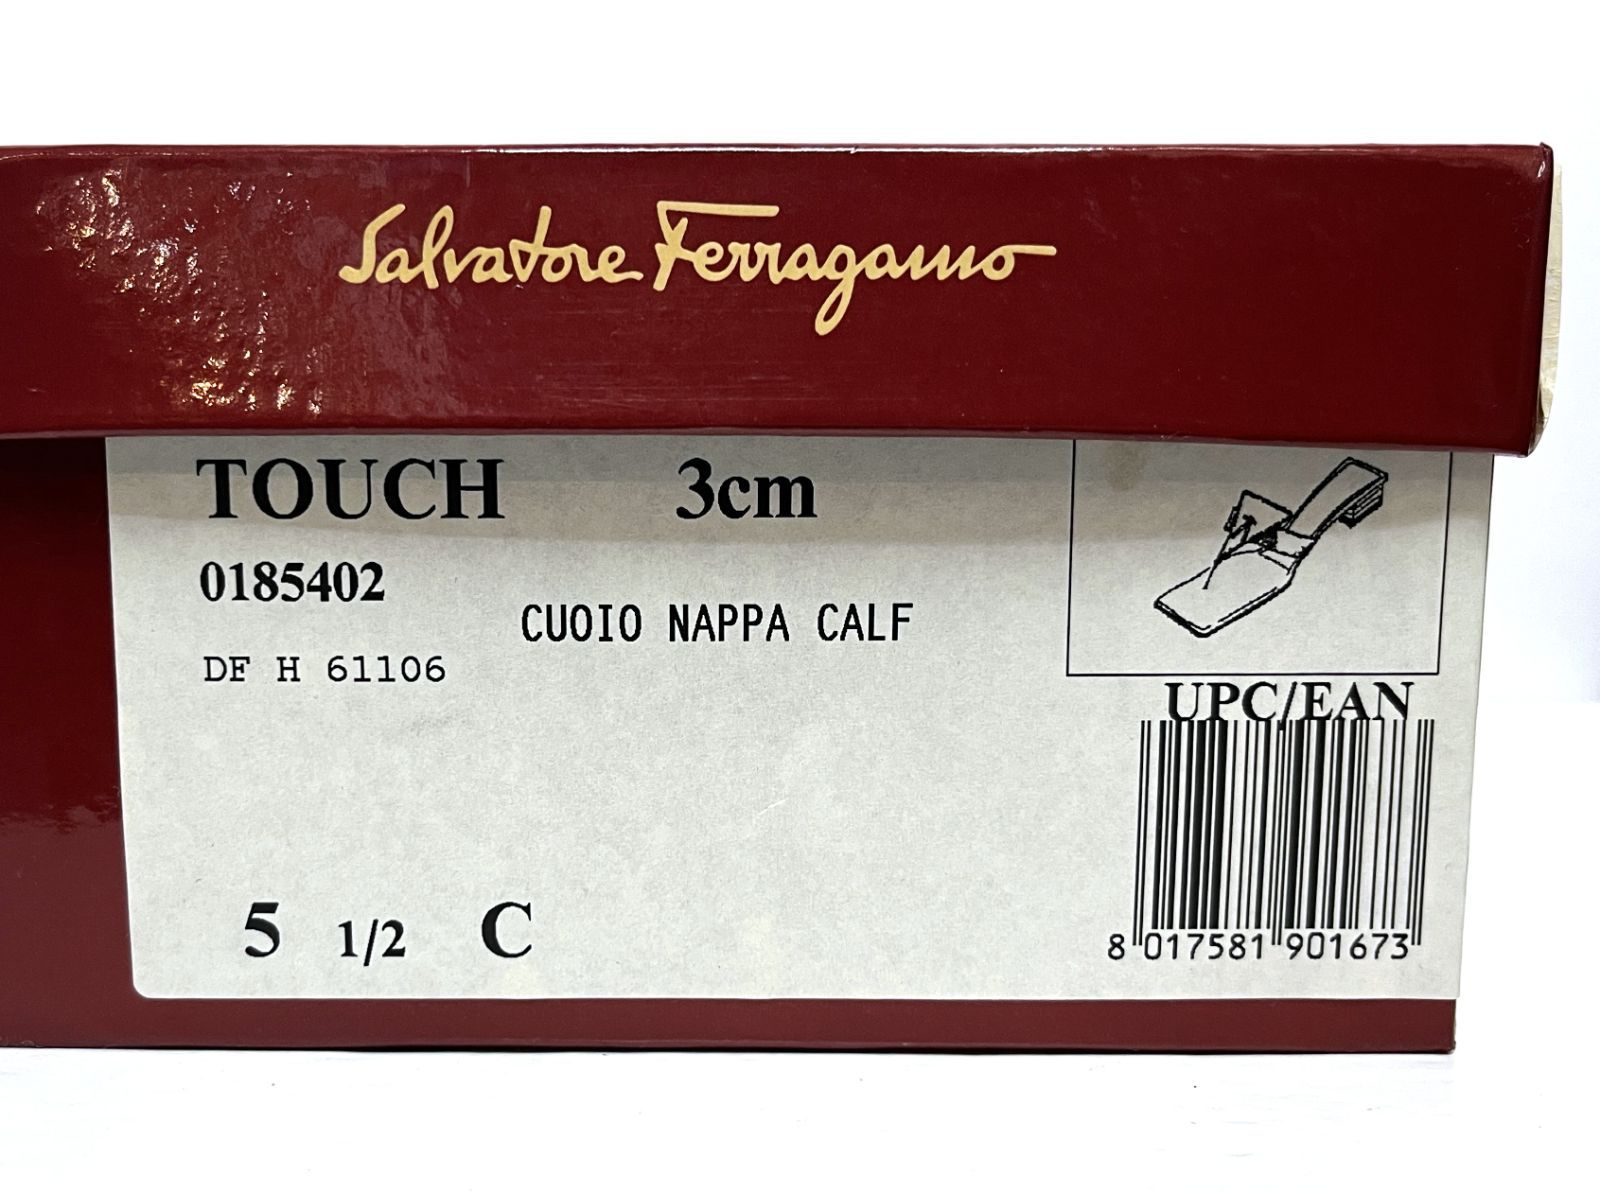 Salvatore Ferragamo
TOUCH 3cm
0185402
CUOIO NAPPA CALF
DF H 61106
UPC/EAN
5 1/2 C
8 017581 901673